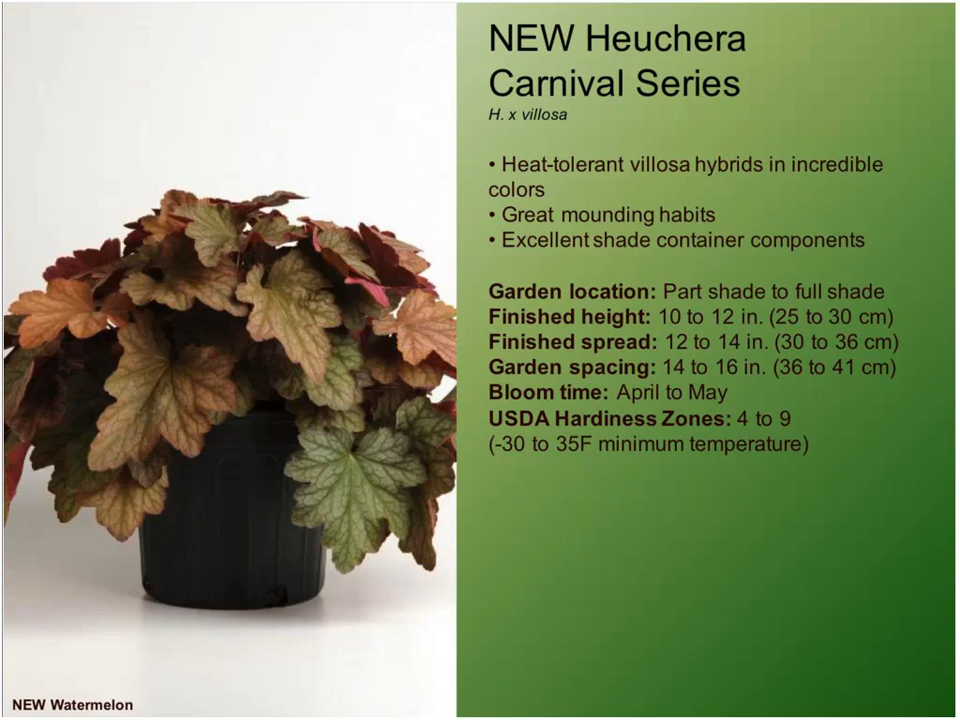 NEW Heuchera
Carnival Series
H. x villosa
• Heat-tolerant villosa hybrids in incredible
colors
• Great mounding habits
• Excellent shade container components
Garden location: Part shade to full shade
Finished height: 10 to 12 in. (25 to 30 cm)
Finished spread: 12 to 14 in. (30 to 36 cm)
Garden spacing: 14 to 16 in. (36 to 41 cm)
Bloom time: April to May
USDA Hardiness Zones: 4 to 9
(-30 to 35F minimum temperature)
NEW Watermelon